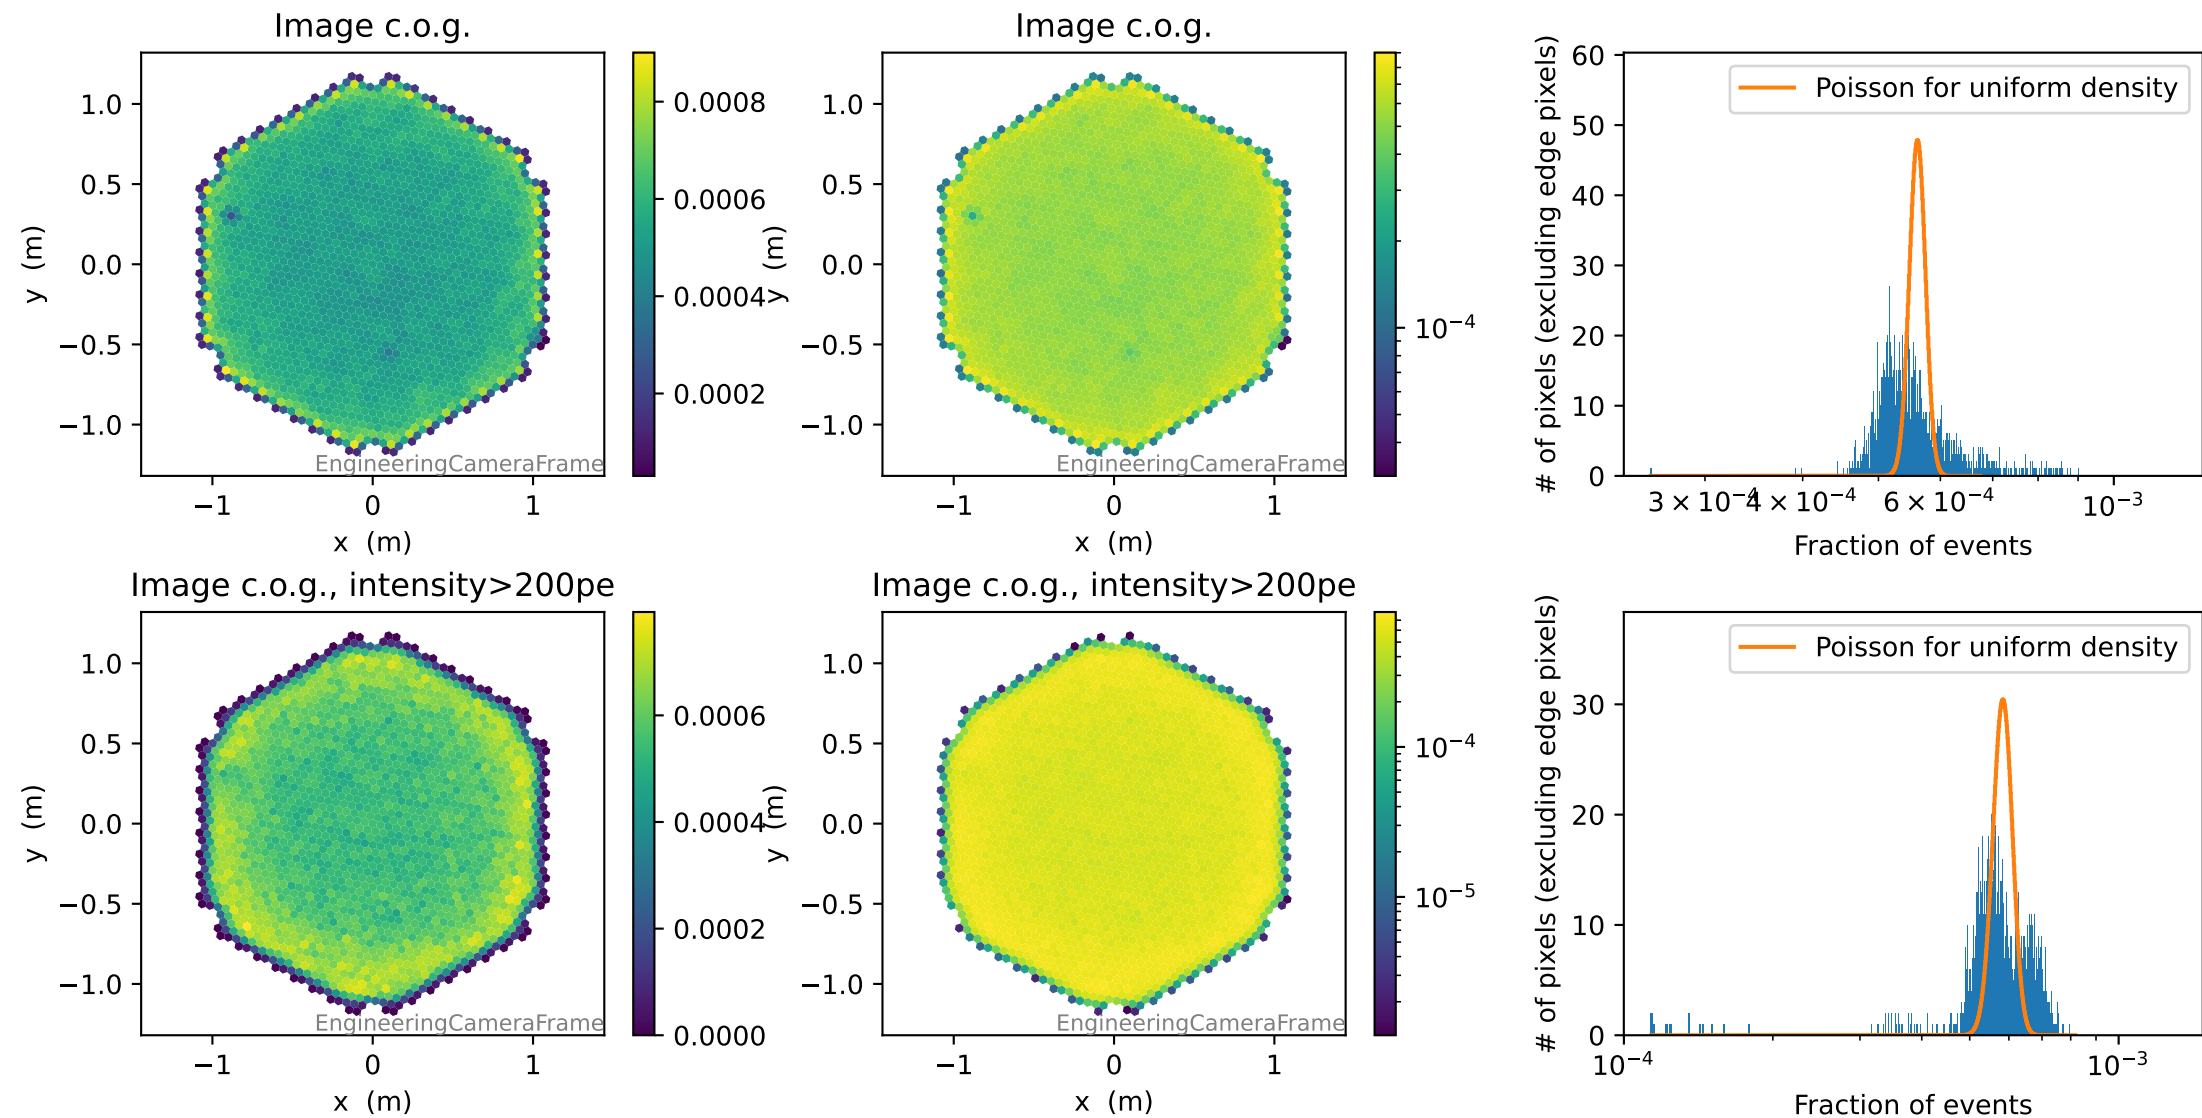 Image c.o.g.
y (m)
1.0
0.5
0.0
−0.5
−1.0
EngineeringCameraFrame
−1 0 1
x (m)
0.0008
0.0006
0.0004
0.0002
Image c.o.g.
y (m)
1.0
0.5
0.0
−0.5
−1.0
EngineeringCameraFrame
−1 0 1
x (m)
10⁻⁴
# of pixels (excluding edge pixels)
60
50
40
30
20
10
0
Poisson for uniform density
3 × 10⁻⁴ 4 × 10⁻⁴ 6 × 10⁻⁴ 10⁻³
Fraction of events
Image c.o.g., intensity>200pe
y (m)
1.0
0.5
0.0
−0.5
−1.0
EngineeringCameraFrame
−1 0 1
x (m)
0.0006
0.0004
0.0002
0.0000
Image c.o.g., intensity>200pe
y (m)
1.0
0.5
0.0
−0.5
−1.0
EngineeringCameraFrame
−1 0 1
x (m)
10⁻⁴
10⁻⁵
# of pixels (excluding edge pixels)
30
20
10
0
Poisson for uniform density
10⁻⁴ 10⁻³
Fraction of events